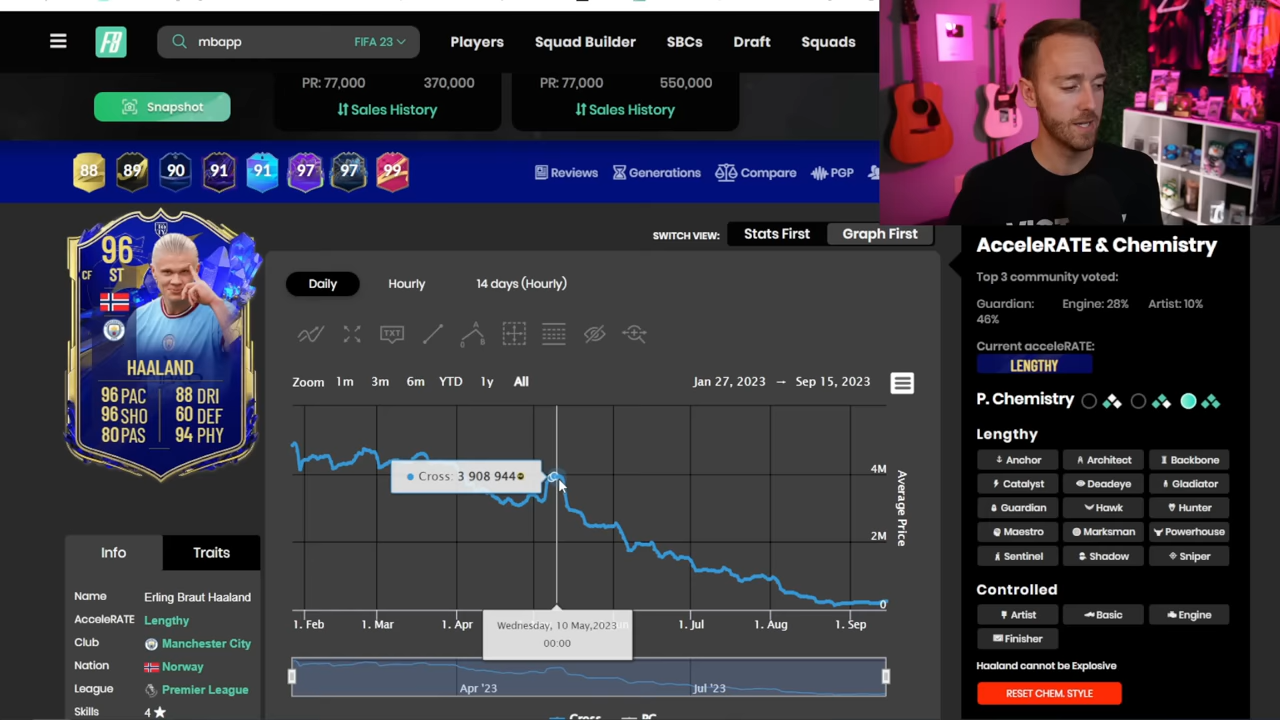 FB
mbapp
FIFA 23
Players
Squad Builder
SBCs
Draft
Squads
PR: 77,000
370,000
PR: 77,000
550,000
Snapshot
Sales History
Sales History
88
89
90
91
91
97
97
99
Reviews
Generations
Compare
PGP
SWITCH VIEW:
Stats First
Graph First
96
CF
ST
HAALAND
96 PAC
88 DRI
96 SHO
60 DEF
80 PAS
94 PHY
Daily
Hourly
14 days (Hourly)
TXT
Zoom
1m
3m
6m
YTD
1y
All
Jan 27, 2023 → Sep 15, 2023
Cross: 3 908 944
4M
2M
0
Average Price
1. Feb
1. Mar
1. Apr
1. Jul
1. Aug
1. Sep
Wednesday, 10 May,2023
00:00
Apr '23
Jul '23
Cross
PC
Info
Traits
Name
Erling Braut Haaland
AcceleRATE
Lengthy
Club
Manchester City
Nation
Norway
League
Premier League
Skills
4★
AcceleRATE & Chemistry
Top 3 community voted:
Guardian:
46%
Engine: 28%
Artist: 10%
Current acceleRATE:
LENGTHY
P. Chemistry
Lengthy
Anchor
Architect
Backbone
Catalyst
Deadeye
Gladiator
Guardian
Hawk
Hunter
Maestro
Marksman
Powerhouse
Sentinel
Shadow
Sniper
Controlled
Artist
Basic
Engine
Finisher
Haaland cannot be Explosive
RESET CHEM. STYLE